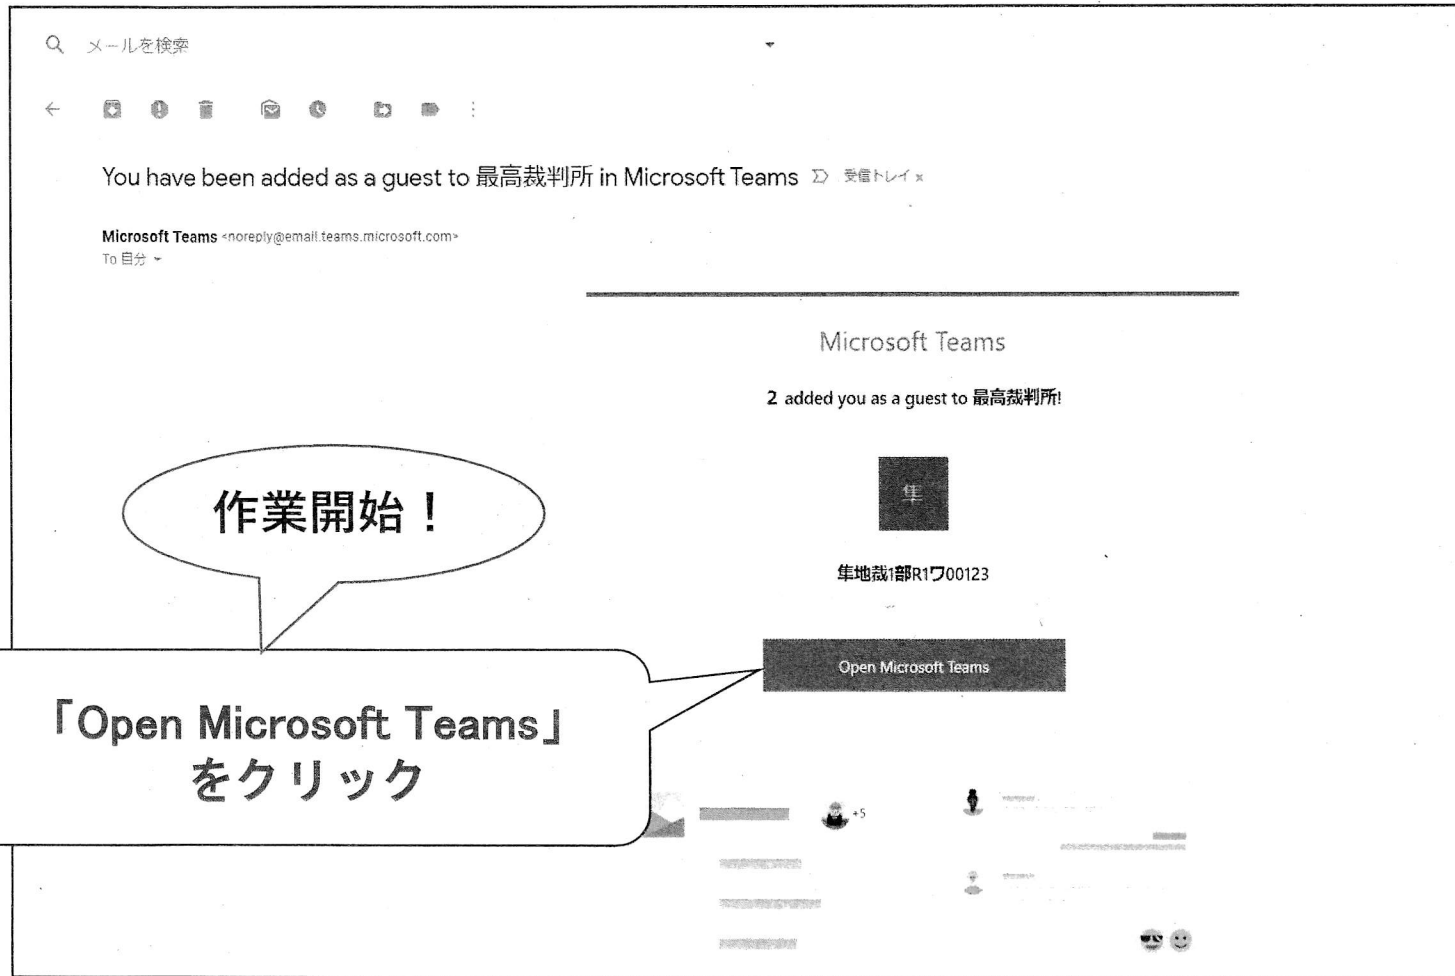 メールを検索
You have been added as a guest to 最高裁判所 in Microsoft Teams 受信トレイ x
Microsoft Teams <noreply@email.teams.microsoft.com>
To 自分
Microsoft Teams
2 added you as a guest to 最高裁判所!
隼
隼地裁1部R1ワ00123
Open Microsoft Teams
作業開始！
「Open Microsoft Teams」
をクリック
+5